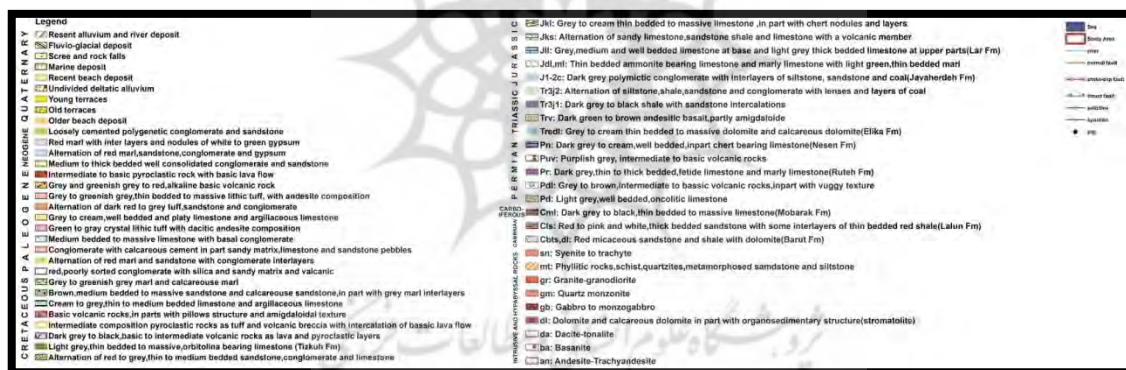 Legend
QUATERNARY
Resent alluvium and river deposit
Fluvio-glacial deposit
Scree and rock falls
Marine deposit
Recent beach deposit
Undivided deltatic alluvium
Young terraces
Old terraces
Older beach deposit
NEOGENE
Loosely cemented polygenetic conglomerate and sandstone
Red marl with inter layers and nodules of white to green gypsum
Alternation of red marl,sandstone,conglomerate and gypsum
Medium to thick bedded well consolidated conglomerate and sandstone
PALEOGENE
Intermediate to basic pyroclastic rock with basic lava flow
Grey and greenish grey to red,alkaline basic volcanic rock
Grey to greenish grey,thin bedded to massive lithic tuff, with andesite composition
Alternation of dark red to grey tuff,sandstone,and conglomerate
Grey to cream,well bedded and platy limestone and argiliaceous limestone
Green to gray crystal lithic tuff with dacitic andesite composition
Medium bedded to massive limestone with basal conglomerate
Conglomerate with calcareous cement in part sandy matrix,limestone and sandstone pebbles
Alternation of red marl and sandstone with conglomerate interlayers
red,poorly sorted conglomerate with silica and sandy matrix and valcanic
CRETACEOUS
Grey to greenish grey marl and calcareouse marl
Brown,medium bedded to massive sandstone and calcareouse sandstone,in part with grey marl interlayers
Cream to grey,thin to medium bedded limestone and argillaceous limestone
Basic volcanic rocks,in parts with pillows structure and amigdaloidal texture
Intermediate composition pyroclastic rocks as tuff and volcanic breccia with intercalation of bassic lava flow
Dark grey to black,basic to intermediate volcanic rocks as lava and pyroclastic layers
Light grey,thin bedded to massive,orbitolina bearing limestone (Tizkuh Fm)
Alternation of red to grey,thin to medium bedded sandstone,conglomerate and limestone
JURASSIC
Jkl: Grey to cream thin bedded to massive limestone ,in part with chert nodules and layers
Jks: Alternation of sandy limestone,sandstone shale and limestone with a volcanic member
Jll: Grey,medium and well bedded limestone at base and light grey thick bedded limestone at upper parts(Lar Fm)
Jdl,ml: Thin bedded ammonite bearing limestone and marly limestone with light green,thin bedded marl
J1-2c: Dark grey polymictic conglomerate with interlayers of siltstone, sandstone and coal(Javaherdeh Fm)
TRIASSIC
Tr3j2: Alternation of siltstone,shale,sandstone and conglomerate with lenses and layers of coal
Tr3j1: Dark grey to black shale with sandstone intercalations
Trv: Dark green to brown andesitic basalt,partly amigdaloide
Tredl: Grey to cream thin bedded to massive dolomite and calcareous dolomite(Elika Fm)
PERMIAN
Pn: Dark grey to cream,well bedded,inpart chert bearing limestone(Nesen Fm)
Puv: Purplish grey, intermediate to basic volcanic rocks
Pr: Dark grey,thin to thick bedded,fetide limestone and marly limestone(Ruteh Fm)
Pdl: Grey to brown,intermediate to bassic volcanic rocks,inpart with vuggy texture
Pd: Light grey,well bedded,oncolitic limestone
CARBO-
IFEROUS
Cml: Dark grey to black,thin bedded to massive limestone(Mobarak Fm)
CAMBRIAN
Cls: Red to pink and white,thick bedded sandstone with some interlayers of thin bedded red shale(Lalun Fm)
Cbts,dl: Red micaceous sandstone and shale with dolomite(Barut Fm)
INTRUSIVE AND HYPABYSSAL ROCKS
sn: Syenite to trachyte
mt: Phyllitic rocks,schist,quartzites,metamorphosed samdstone and siltstone
gr: Granite-granodiorite
gm: Quartz monzonite
gb: Gabbro to monzogabbro
dl: Dolomite and calcareous dolomite in part with organosedimentary structure(stromatolite)
da: Dacite-tonalite
ba: Basanite
an: Andesite-Trachyandesite
Sea
Study Area
river
normal fault
thrust fault
anticline
syncline